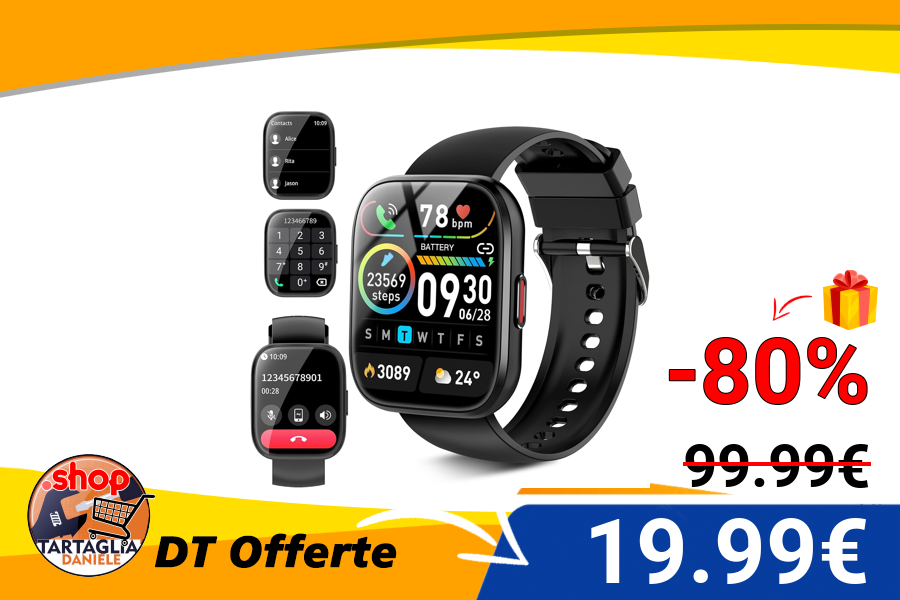 Contacts 10:09
Alice
Rita
Jason
123466789
1 2 3
4 5 6
7* 8 9#
0+
10:09
12345678901
00:28
78 bpm
BATTERY
23569
steps
09 30
06/28
S M T W T F S
3089
24°
-80%
99.99€
19.99€
.shop
TARTAGLIA
DANIELE
DT Offerte